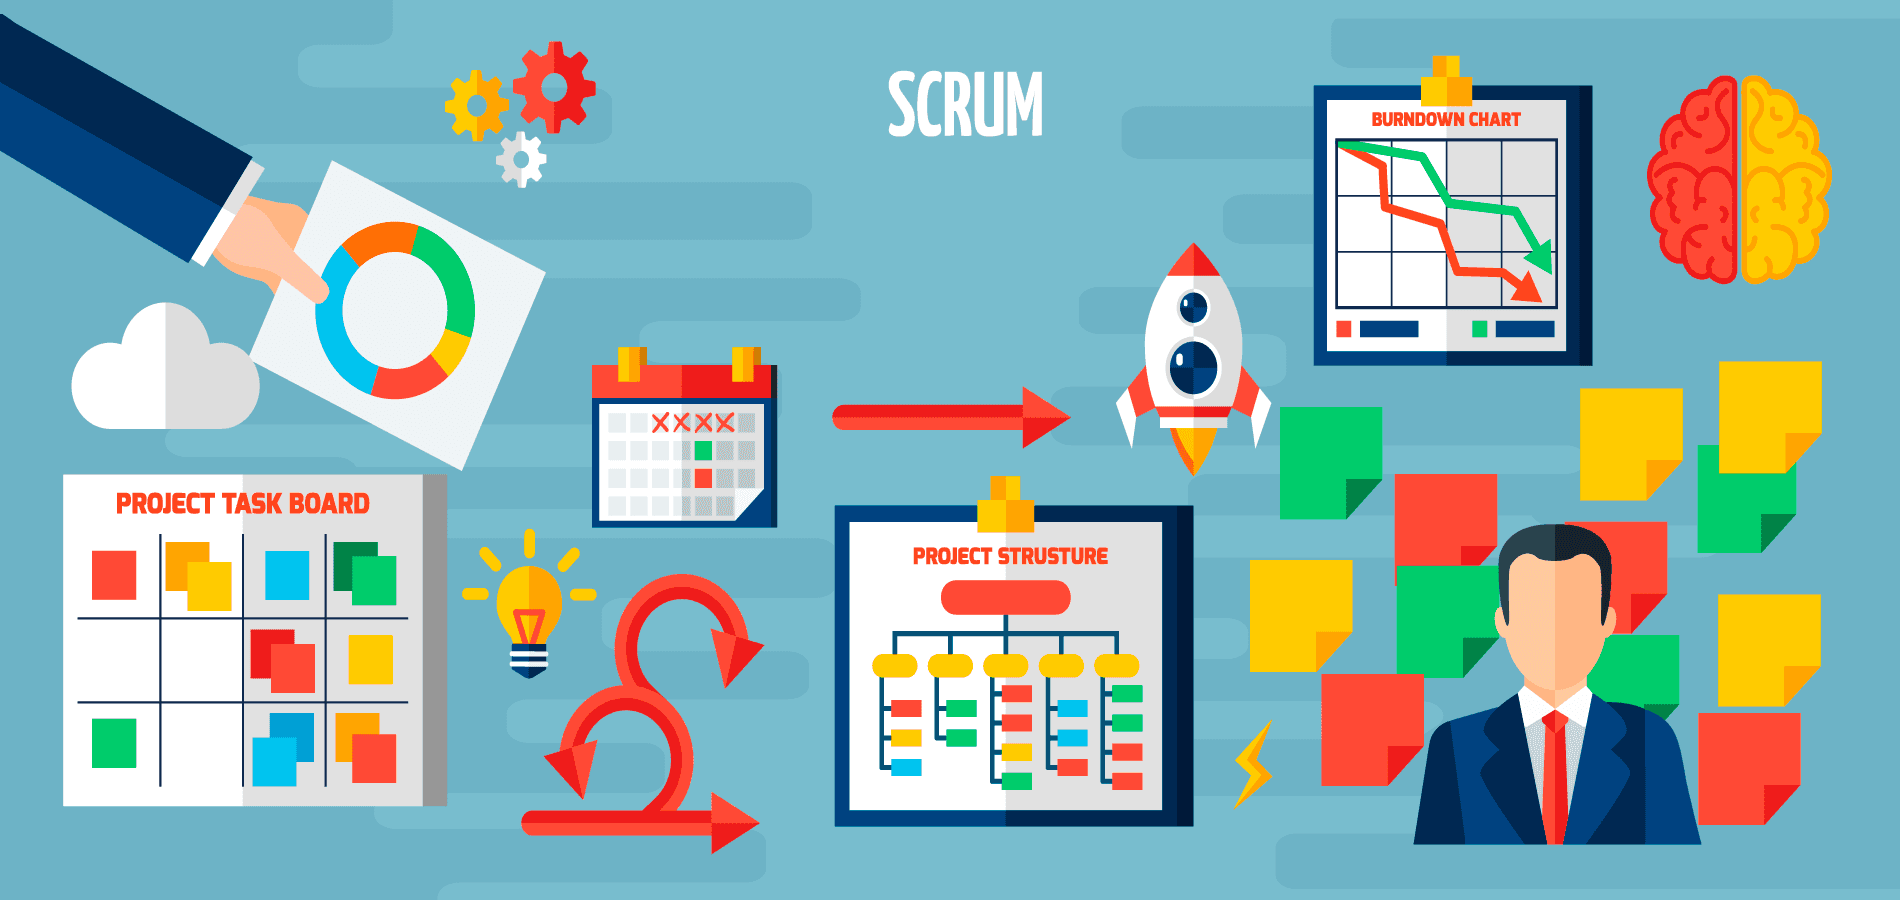 SCRUM
BURNDOWN CHART
PROJECT TASK BOARD
PROJECT STRUSTURE